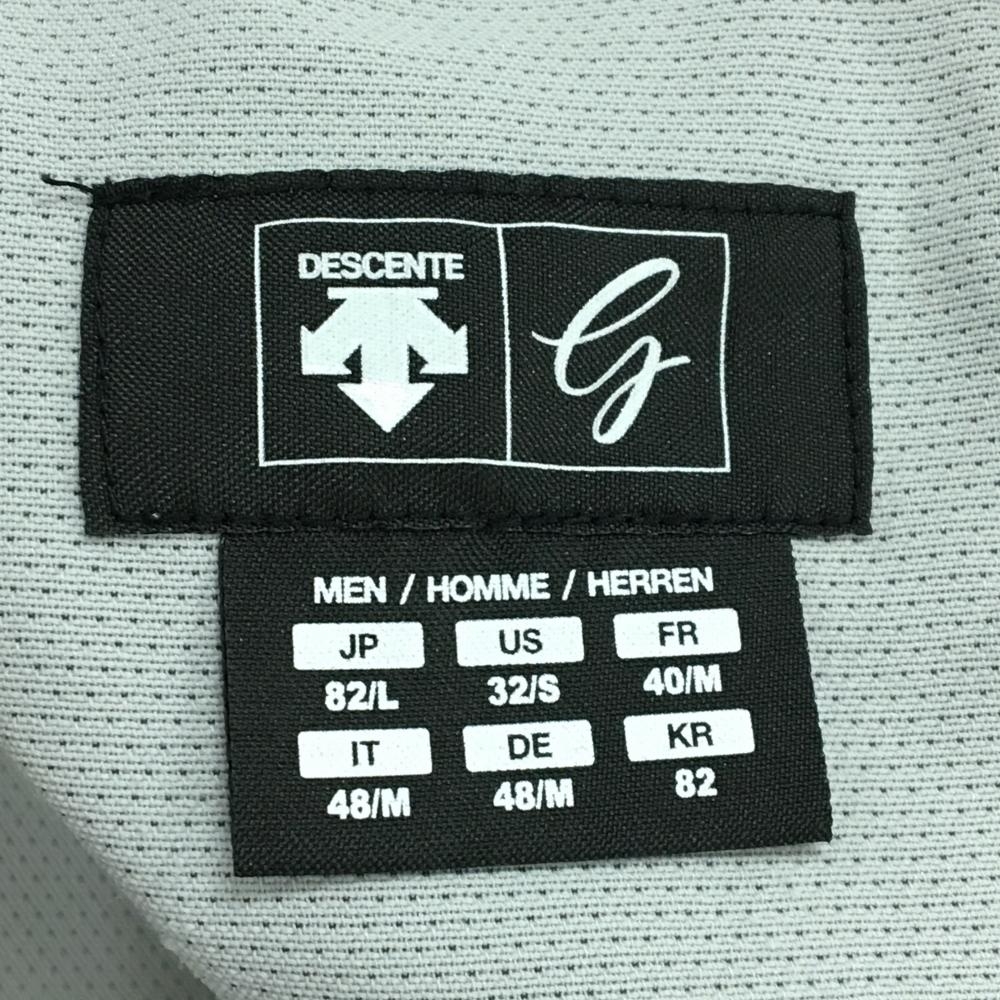 DESCENTE
G
MEN / HOMME / HERREN
JP US FR
82/L 32/S 40/M
IT DE KR
48/M 48/M 82